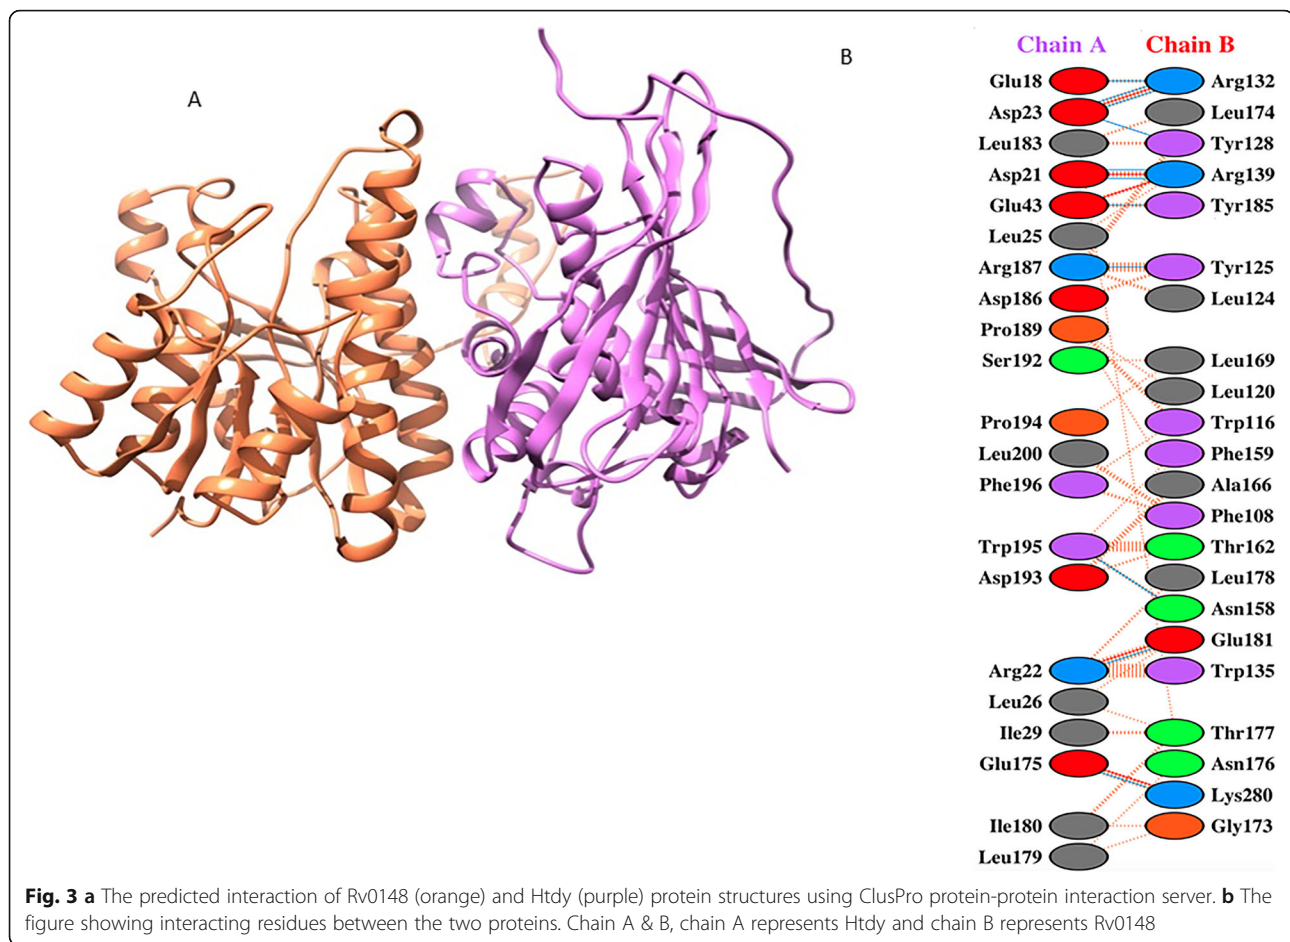 A
B
Chain A Chain B
Glu18 Arg132
Asp23 Leu174
Leu183 Tyr128
Asp21 Arg139
Glu43 Tyr185
Leu25
Arg187 Tyr125
Asp186 Leu124
Pro189
Ser192 Leu169
Leu120
Pro194 Trp116
Leu200 Phe159
Phe196 Ala166
Phe108
Trp195 Thr162
Asp193 Leu178
Asn158
Glu181
Arg22 Trp135
Leu26
Ile29 Thr177
Glu175 Asn176
Lys280
Ile180 Gly173
Leu179
Fig. 3 a The predicted interaction of Rv0148 (orange) and Htdy (purple) protein structures using ClusPro protein-protein interaction server. b The
figure showing interacting residues between the two proteins. Chain A & B, chain A represents Htdy and chain B represents Rv0148